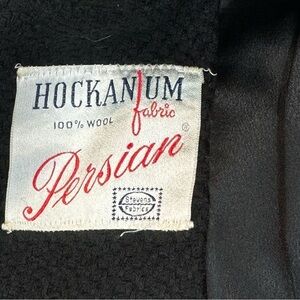 HOCKANUM
fabric
100% WOOL
Persian®
Stevens
Fabrics